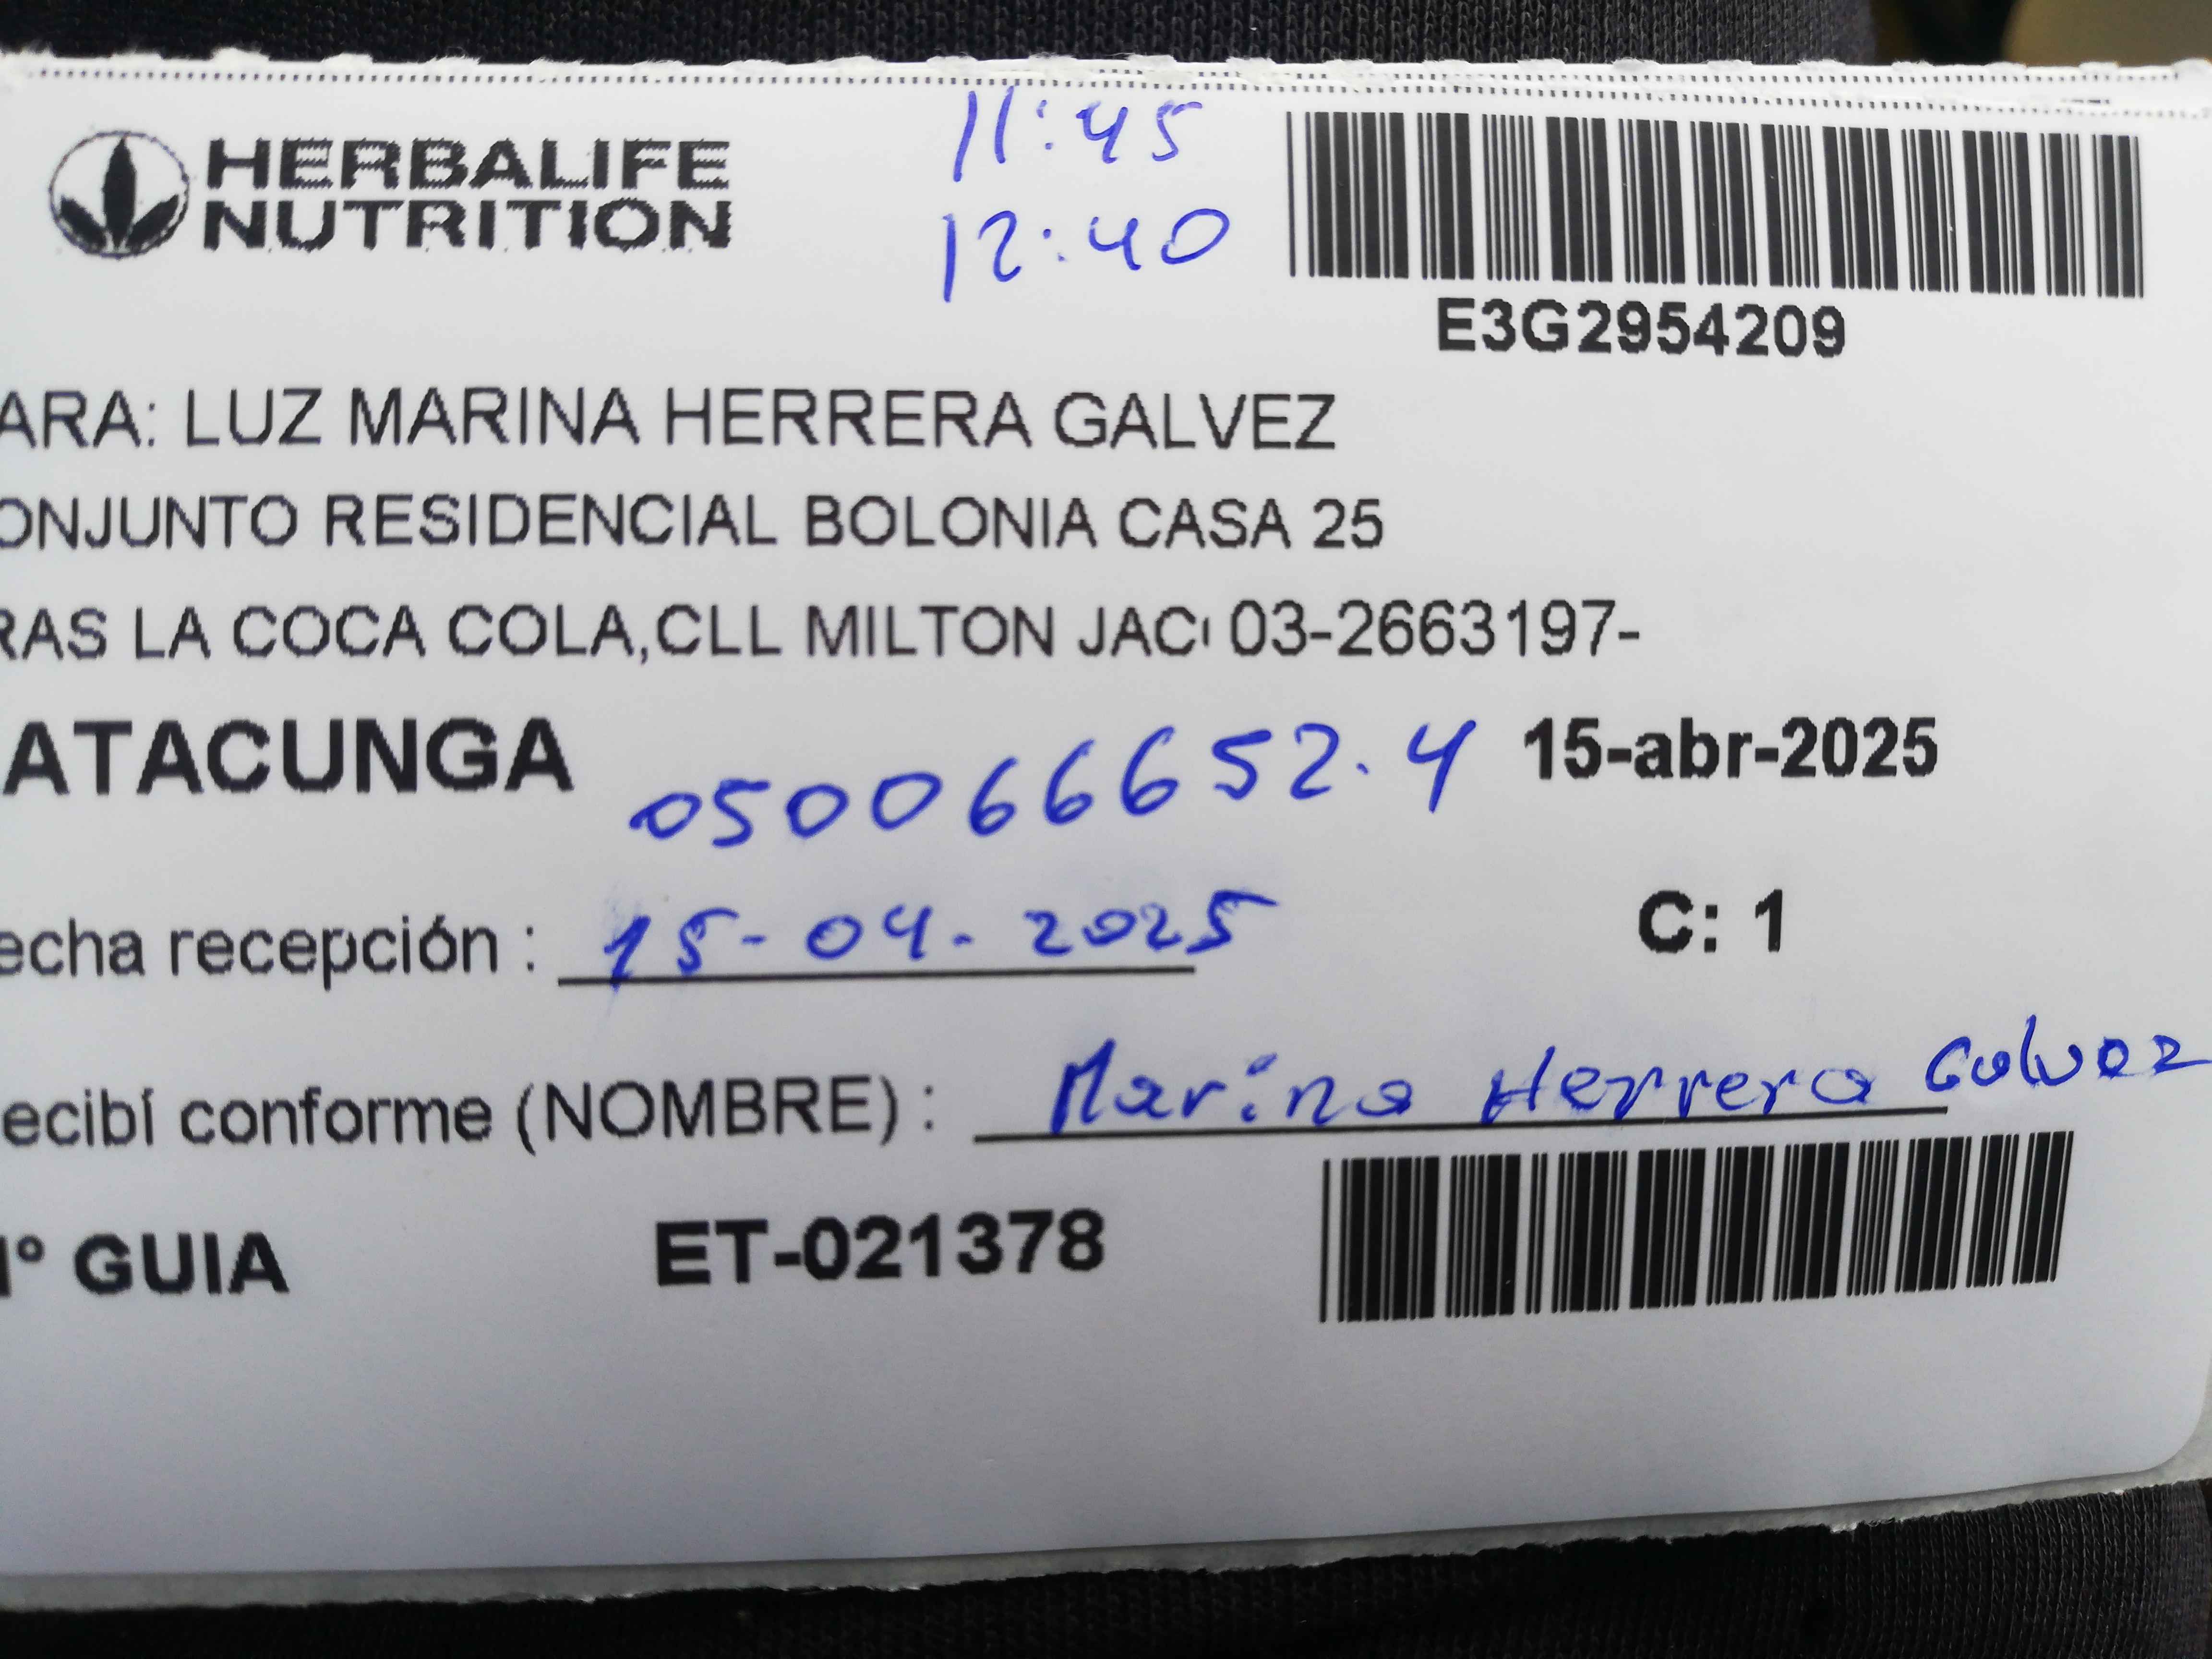 HERBALIFE
NUTRITION
11:45
12:40
E3G2954209
ARA: LUZ MARINA HERRERA GALVEZ
ONJUNTO RESIDENCIAL BOLONIA CASA 25
RAS LA COCA COLA,CLL MILTON JAC 03-2663197-
ATACUNGA 050066652.4 15-abr-2025
echa recepción : 15-04-2025 C: 1
ecibí conforme (NOMBRE) : Marina Herrera Galvez
° GUIA ET-021378